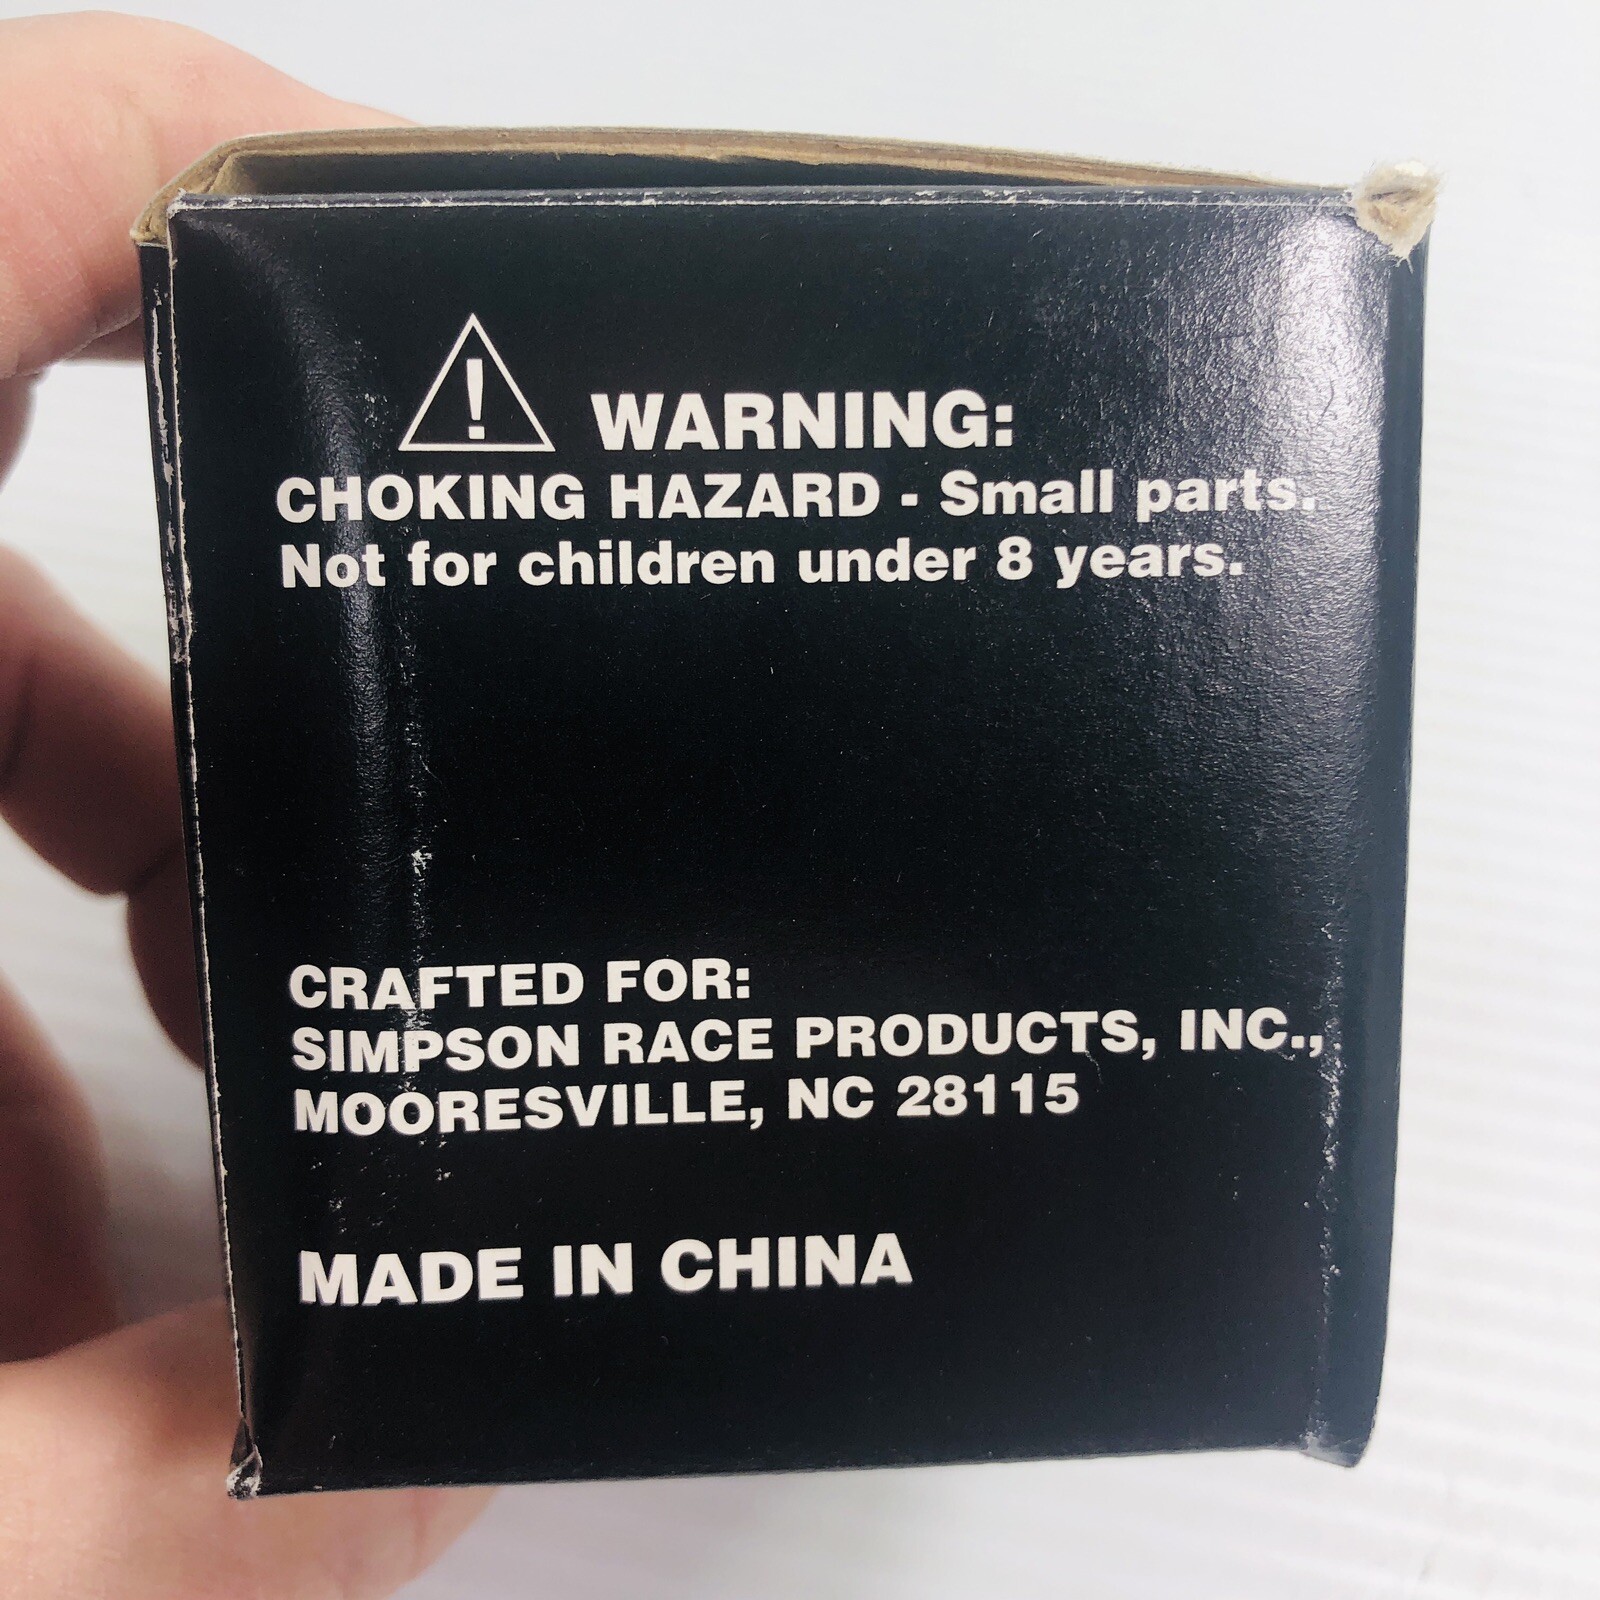 WARNING:
CHOKING HAZARD - Small parts.
Not for children under 8 years.
CRAFTED FOR:
SIMPSON RACE PRODUCTS, INC.,
MOORESVILLE, NC 28115
MADE IN CHINA